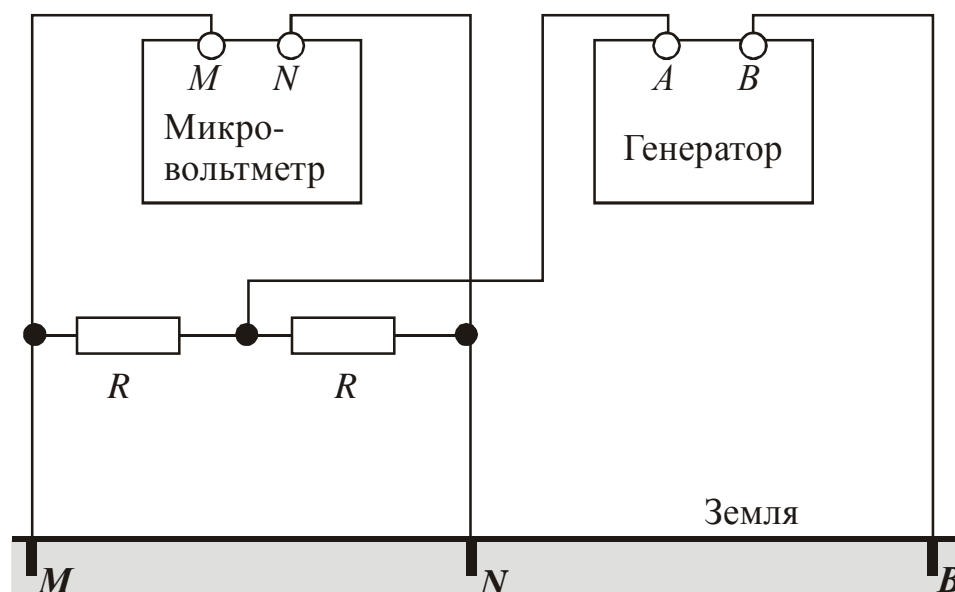 M N
Микро-
вольтметр
A B
Генератор
R R
Земля
M N B